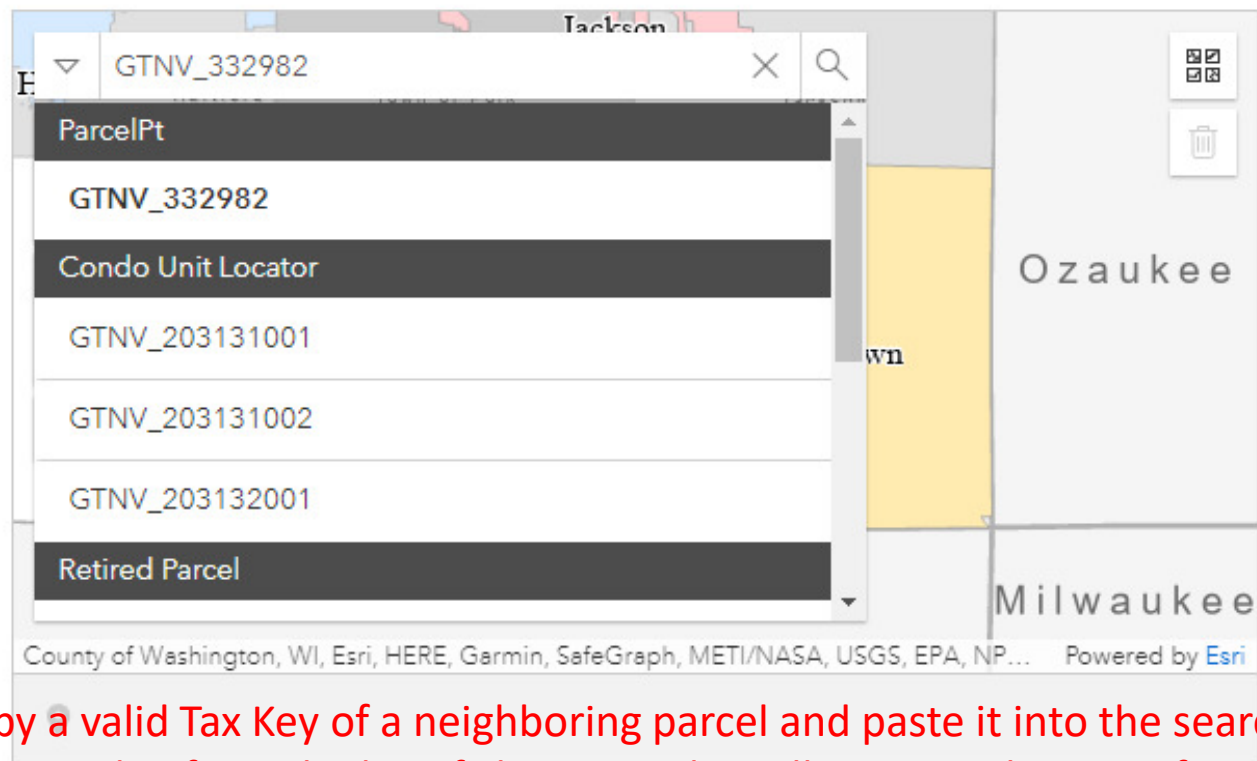 Jackson
GTNV_332982
H
ParcelPt
GTNV_332982
Condo Unit Locator
Ozaukee
GTNV_203131001
wn
GTNV_203131002
GTNV_203132001
Retired Parcel
Milwaukee
County of Washington, WI, Esri, HERE, Garmin, SafeGraph, METI/NASA, USGS, EPA, NP... Powered by Esri
py a valid Tax Key of a neighboring parcel and paste it into the sear